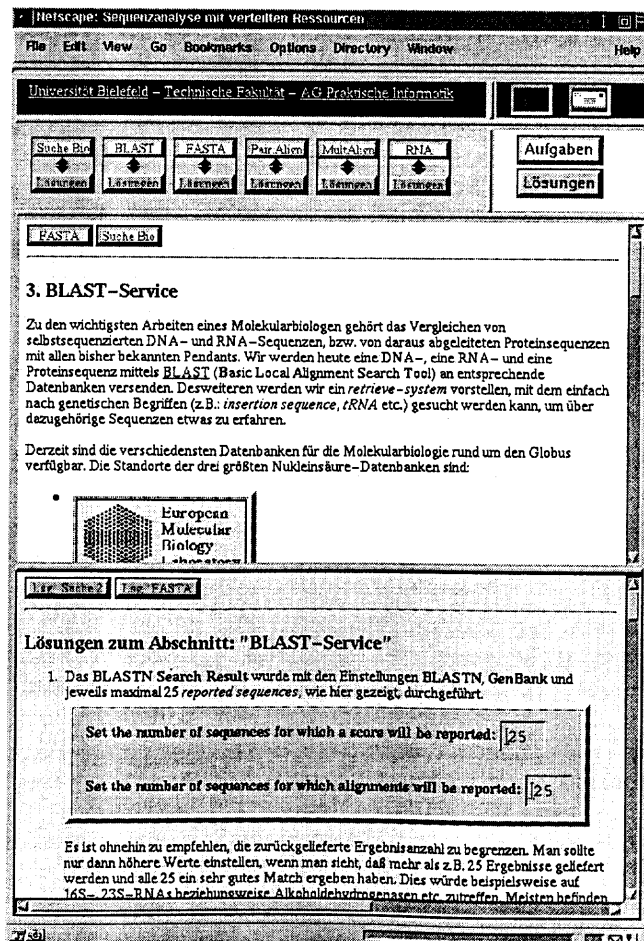 Netscape: Sequenzanalyse mit verteilten Ressourcen
File Edit View Go Bookmarks Options Directory Window Help
Universität Bielefeld – Technische Fakultät – AG Praktische Informatik
Suche Bio BLAST FASTA Pair.Align Mult.Align RNA
Lösungen Lösungen Lösungen Lösungen Lösungen Lösungen
Aufgaben
Lösungen
FASTA Suche Bio
3. BLAST–Service
Zu den wichtigsten Arbeiten eines Molekularbiologen gehört das Vergleichen von
selbstsequenzierten DNA– und RNA–Sequenzen, bzw. von daraus abgeleiteten Proteinsequenzen
mit allen bisher bekannten Pendants. Wir werden heute eine DNA–, eine RNA– und eine
Proteinsequenz mittels BLAST (Basic Local Alignment Search Tool) an entsprechende
Datenbanken versenden. Desweiteren werden wir ein retrieve–system vorstellen, mit dem einfach
nach genetischen Begriffen (z.B.: insertion sequence, tRNA etc.) gesucht werden kann, um über
dazugehörige Sequenzen etwas zu erfahren.
Derzeit sind die verschiedensten Datenbanken für die Molekularbiologie rund um den Globus
verfügbar. Die Standorte der drei größten Nukleinsäure–Datenbanken sind:
European
Molecular
Biology
Laboratory
FASTA
Lösungen zum Abschnitt: "BLAST–Service"
1. Das BLASTN Search Result wurde mit den Einstellungen BLASTN, GenBank und
jeweils maximal 25 reported sequences, wie hier gezeigt, durchgeführt.
Set the number of sequences for which a score will be reported: 25
Set the number of sequences for which alignments will be reported: 25
Es ist ohnehin zu empfehlen, die zurückgelieferte Ergebnisanzahl zu begrenzen. Man sollte
nur dann höhere Werte einstellen, wenn man sieht, daß mehr als z.B. 25 Ergebnisse geliefert
werden und alle 25 ein sehr gutes Match ergeben haben. Dies würde beispielsweise auf
16S–, 23S–RNAs beziehungsweise Alkoholdehydrogenasen etc. zutreffen. Meisten befinden